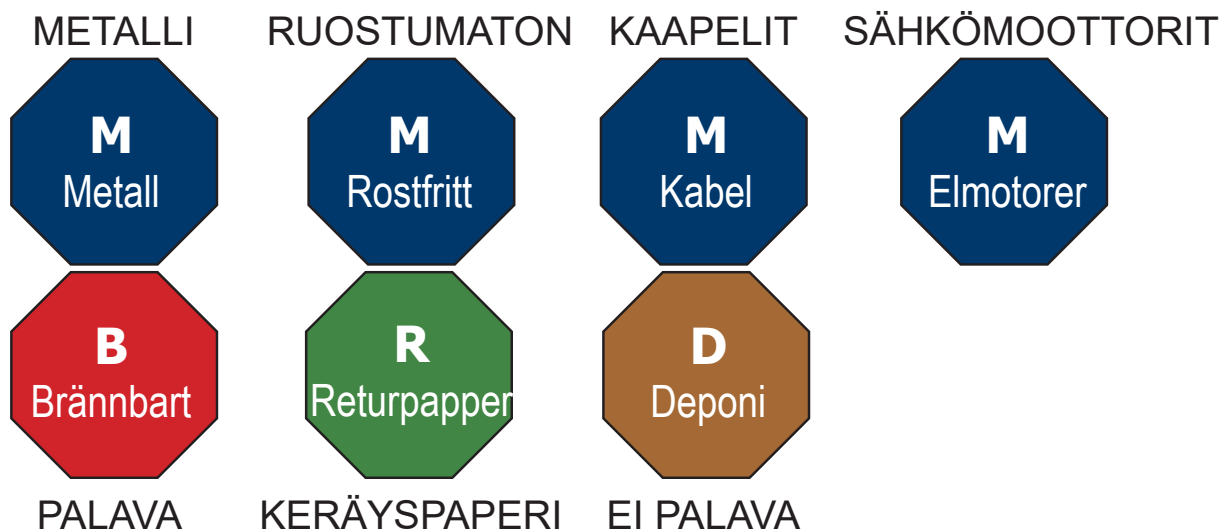 METALLI RUOSTUMATON KAAPELIT SÄHKÖMOOTTORIT
M M M M
Metall Rostfritt Kabel Elmotorer
B R D
Brännbart Returpapper Deponi
PALAVA KERÄYSPAPERI EI PALAVA